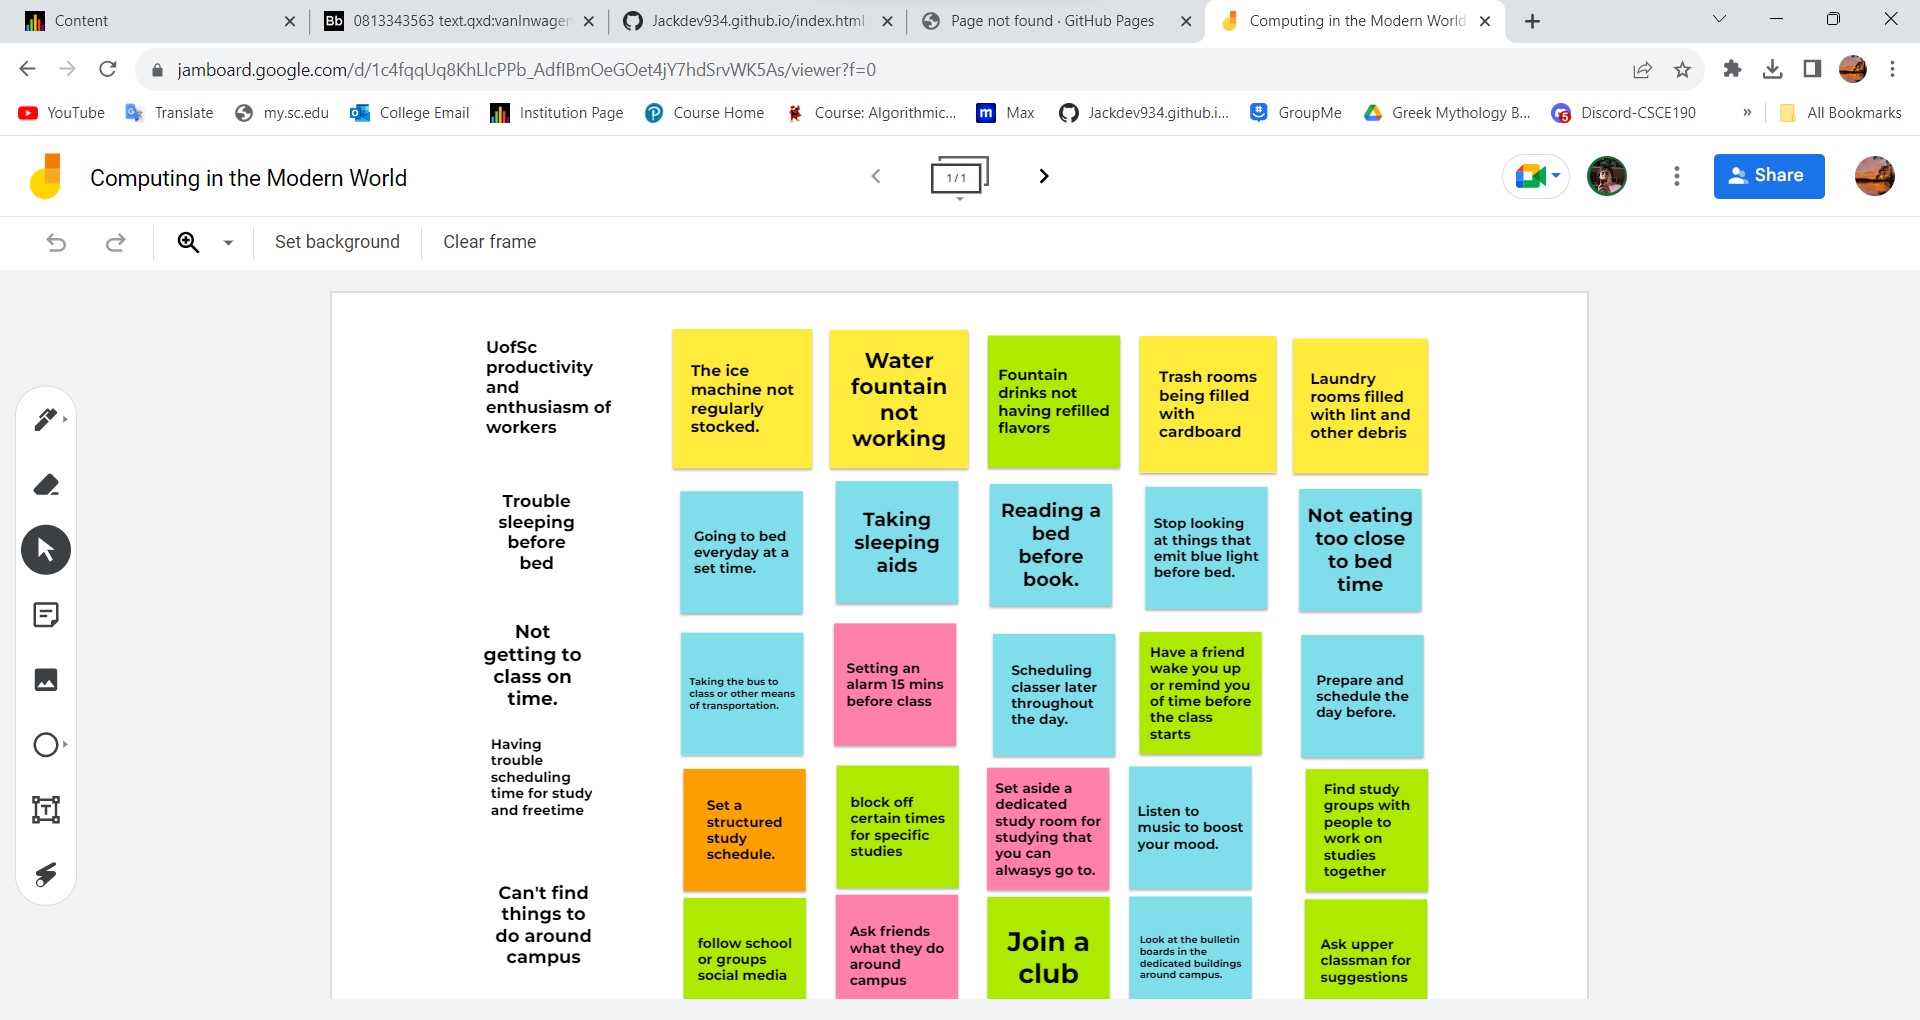 Content
0813343563 text.qxd:vanInwagen
Jackdev934.github.io/index.html
Page not found · GitHub Pages
Computing in the Modern World
jamboard.google.com/d/1c4fqqUq8KhLlcPPb_AdflBmOeGOet4jY7hdSrvWK5As/viewer?f=0
YouTube
Translate
my.sc.edu
College Email
Institution Page
Course Home
Course: Algorithmic...
Max
Jackdev934.github.i...
GroupMe
Greek Mythology B...
Discord-CSCE190
»
All Bookmarks
Computing in the Modern World
1/1
Share
Set background
Clear frame
UofSc
productivity
and
enthusiasm of
workers
The ice
machine not
regularly
stocked.
Water
fountain
not
working
Fountain
drinks not
having refilled
flavors
Trash rooms
being filled
with
cardboard
Laundry
rooms filled
with lint and
other debris
Trouble
sleeping
before
bed
Going to bed
everyday at a
set time.
Taking
sleeping
aids
Reading a
bed
before
book.
Stop looking
at things that
emit blue light
before bed.
Not eating
too close
to bed
time
Not
getting to
class on
time.
Taking the bus to
class or other means
of transportation.
Setting an
alarm 15 mins
before class
Scheduling
classer later
throughout
the day.
Have a friend
wake you up
or remind you
of time before
the class
starts
Prepare and
schedule the
day before.
Having
trouble
scheduling
time for study
and freetime
Set a
structured
study
schedule.
block off
certain times
for specific
studies
Set aside a
dedicated
study room for
studying that
you can
alwasys go to.
Listen to
music to boost
your mood.
Find study
groups with
people to
work on
studies
together
Can't find
things to
do around
campus
follow school
or groups
social media
Ask friends
what they do
around
campus
Join a
club
Look at the bulletin
boards in the
dedicated buildings
around campus.
Ask upper
classman for
suggestions